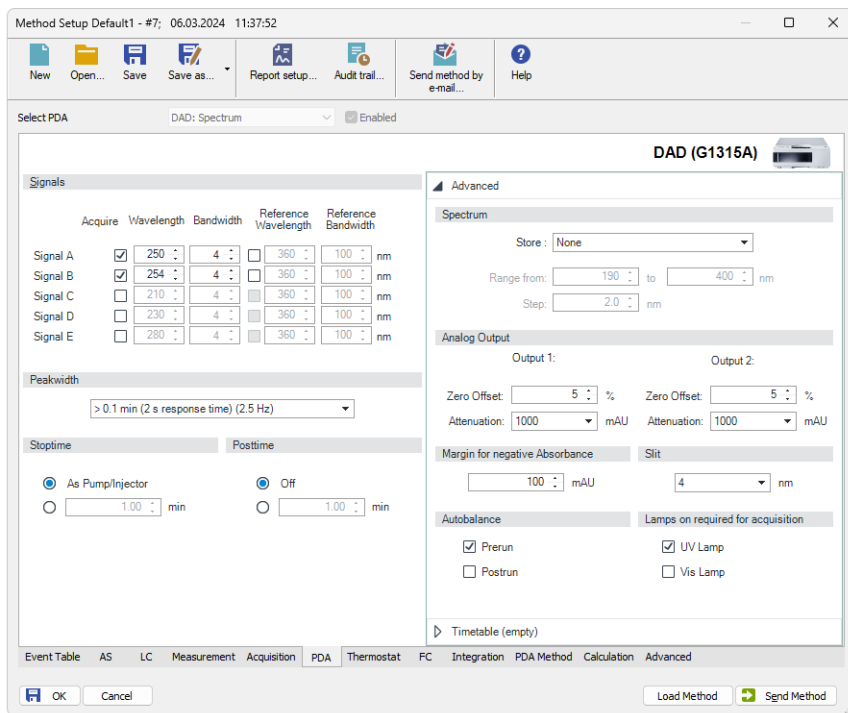 Method Setup Default1 - #7;   06.03.2024   11:37:52
New
Open...
Save
Save as...
Report setup...
Audit trail...
Send method by
e-mail...
Help
Select PDA
DAD: Spectrum
Enabled
DAD (G1315A)
Signals
Acquire Wavelength Bandwidth Reference Wavelength Reference Bandwidth
Signal A 250 4 360 100 nm
Signal B 254 4 360 100 nm
Signal C 210 4 360 100 nm
Signal D 230 4 360 100 nm
Signal E 280 4 360 100 nm
Peakwidth
> 0.1 min (2 s response time) (2.5 Hz)
Stoptime
As Pump/Injector
1.00 min
Posttime
Off
1.00 min
Advanced
Spectrum
Store : None
Range from: 190 to 400 nm
Step: 2.0 nm
Analog Output
Output 1: Output 2:
Zero Offset: 5 % Zero Offset: 5 %
Attenuation: 1000 mAU Attenuation: 1000 mAU
Margin for negative Absorbance
100 mAU
Slit
4 nm
Autobalance
Prerun
Postrun
Lamps on required for acquisition
UV Lamp
Vis Lamp
Timetable (empty)
Event Table AS LC Measurement Acquisition PDA Thermostat FC Integration PDA Method Calculation Advanced
OK Cancel Load Method Send Method